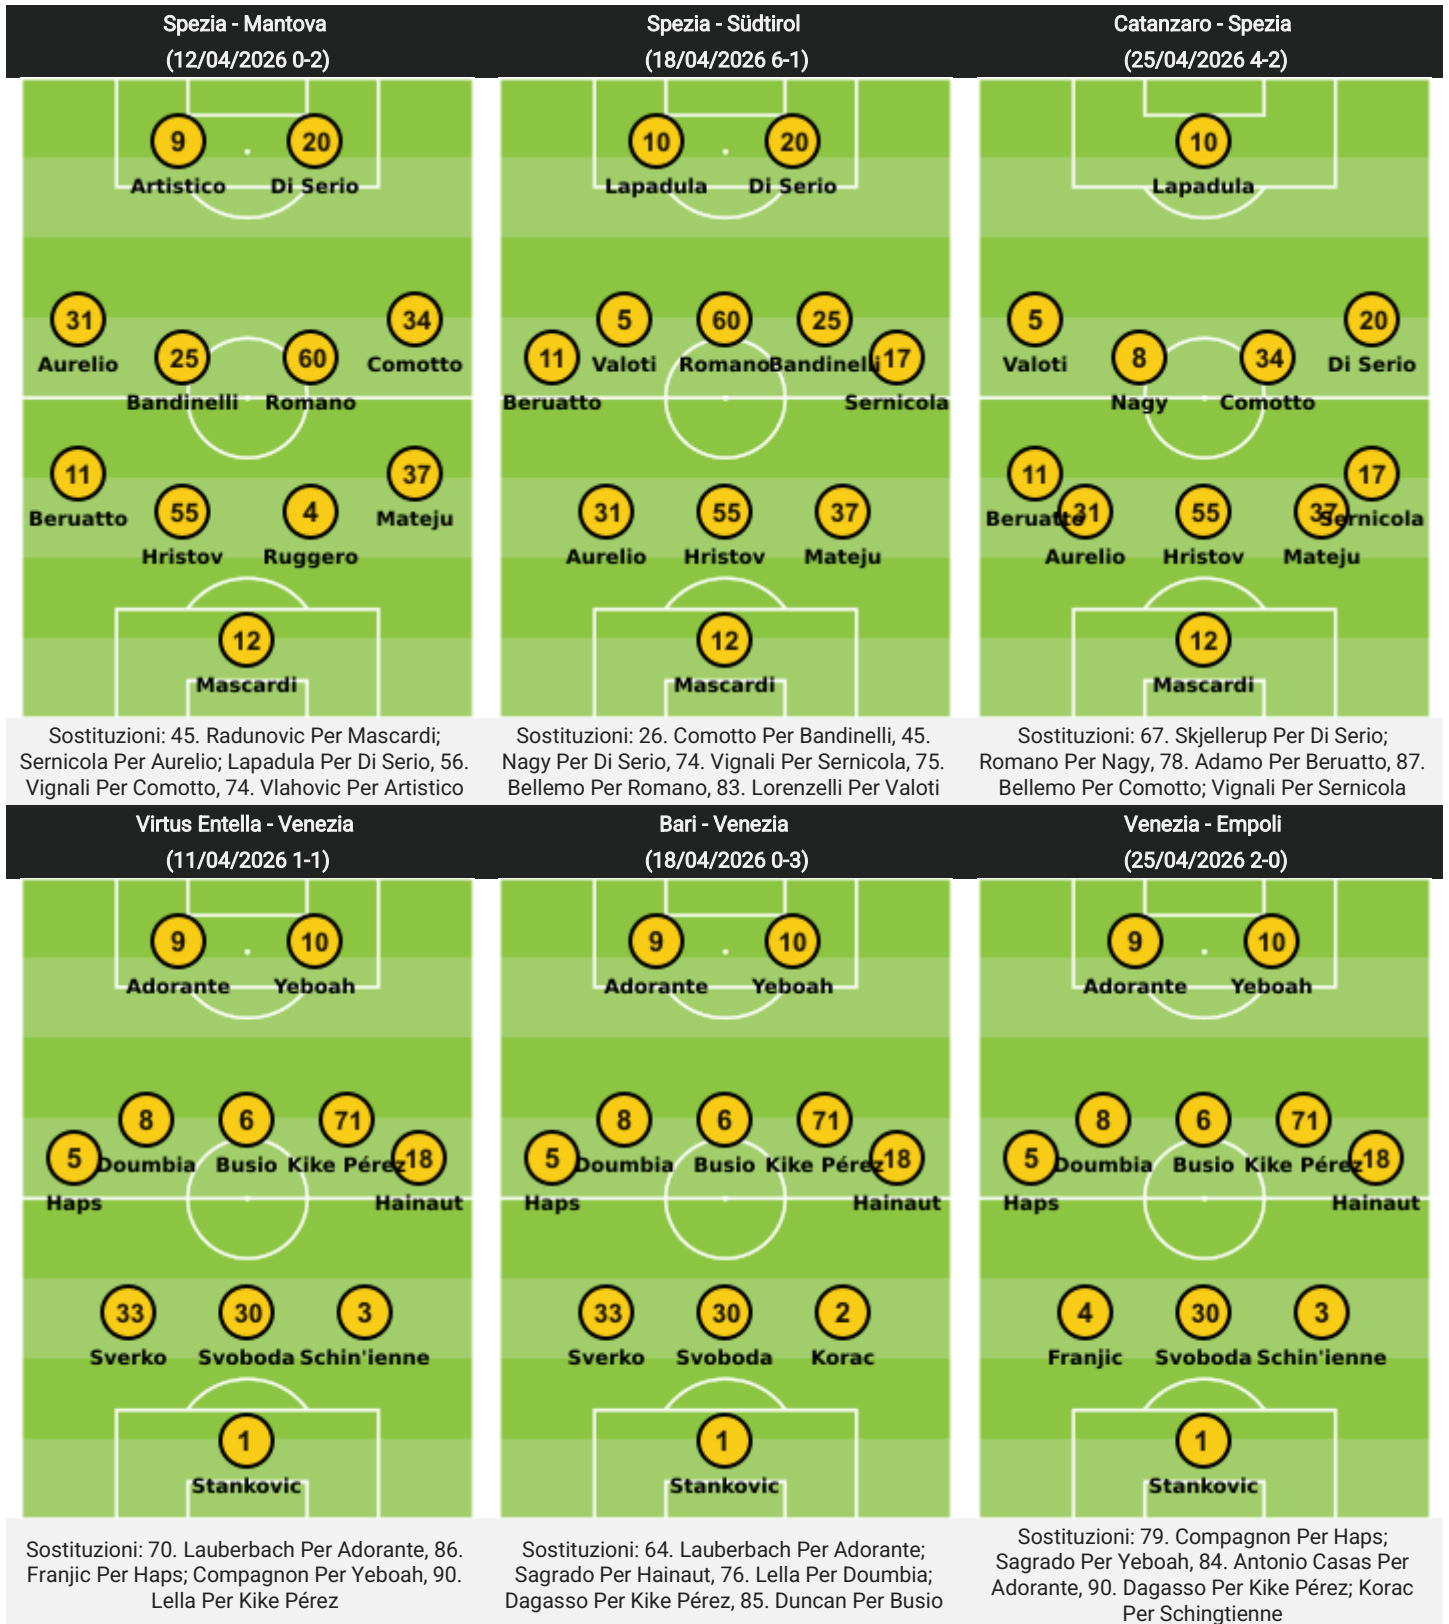 Spezia - Mantova
(12/04/2026 0-2)
9 20
Artistico Di Serio
31 34
Aurelio Comotto
25 60
Bandinelli Romano
11 37
Beruatto Mateju
55 4
Hristov Ruggero
12
Mascardi
Sostituzioni: 45. Radunovic Per Mascardi;
Sernicola Per Aurelio; Lapadula Per Di Serio, 56.
Vignali Per Comotto, 74. Vlahovic Per Artistico
Spezia - Südtirol
(18/04/2026 6-1)
10 20
Lapadula Di Serio
5 60 25
Valoti Romano Bandinelli
11 17
Beruatto Sernicola
31 55 37
Aurelio Hristov Mateju
12
Mascardi
Sostituzioni: 26. Comotto Per Bandinelli, 45.
Nagy Per Di Serio, 74. Vignali Per Sernicola, 75.
Bellemo Per Romano, 83. Lorenzelli Per Valoti
Catanzaro - Spezia
(25/04/2026 4-2)
10
Lapadula
5 20
Valoti Di Serio
8 34
Nagy Comotto
11 17
Beruatto Sernicola
31 55 37
Aurelio Hristov Mateju
12
Mascardi
Sostituzioni: 67. Skjellerup Per Di Serio;
Romano Per Nagy, 78. Adamo Per Beruatto, 87.
Bellemo Per Comotto; Vignali Per Sernicola
Virtus Entella - Venezia
(11/04/2026 1-1)
9 10
Adorante Yeboah
8 6 71
Doumbia Busio Kike Pérez
5 18
Haps Hainaut
33 30 3
Sverko Svoboda Schin'ienne
1
Stankovic
Sostituzioni: 70. Lauberbach Per Adorante, 86.
Franjic Per Haps; Compagnon Per Yeboah, 90.
Lella Per Kike Pérez
Bari - Venezia
(18/04/2026 0-3)
9 10
Adorante Yeboah
8 6 71
Doumbia Busio Kike Pérez
5 18
Haps Hainaut
33 30 2
Sverko Svoboda Korac
1
Stankovic
Sostituzioni: 64. Lauberbach Per Adorante;
Sagrado Per Hainaut, 76. Lella Per Doumbia;
Dagasso Per Kike Pérez, 85. Duncan Per Busio
Venezia - Empoli
(25/04/2026 2-0)
9 10
Adorante Yeboah
8 6 71
Doumbia Busio Kike Pérez
5 18
Haps Hainaut
4 30 3
Franjic Svoboda Schin'ienne
1
Stankovic
Sostituzioni: 79. Compagnon Per Haps;
Sagrado Per Yeboah, 84. Antonio Casas Per
Adorante, 90. Dagasso Per Kike Pérez; Korac
Per Schingtienne